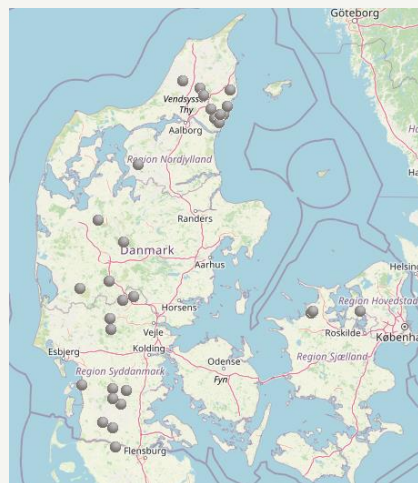 Göteborg
Vendsyssel-
Thy
Aalborg
Region Nordjylland
Randers
Danmark
Aarhus
Helsing
Horsens
Region Hovedstad
Roskilde
København
Esbjerg
Vejle
Kolding
Odense
Region Sjælland
Region Syddanmark
Fyn
Flensburg